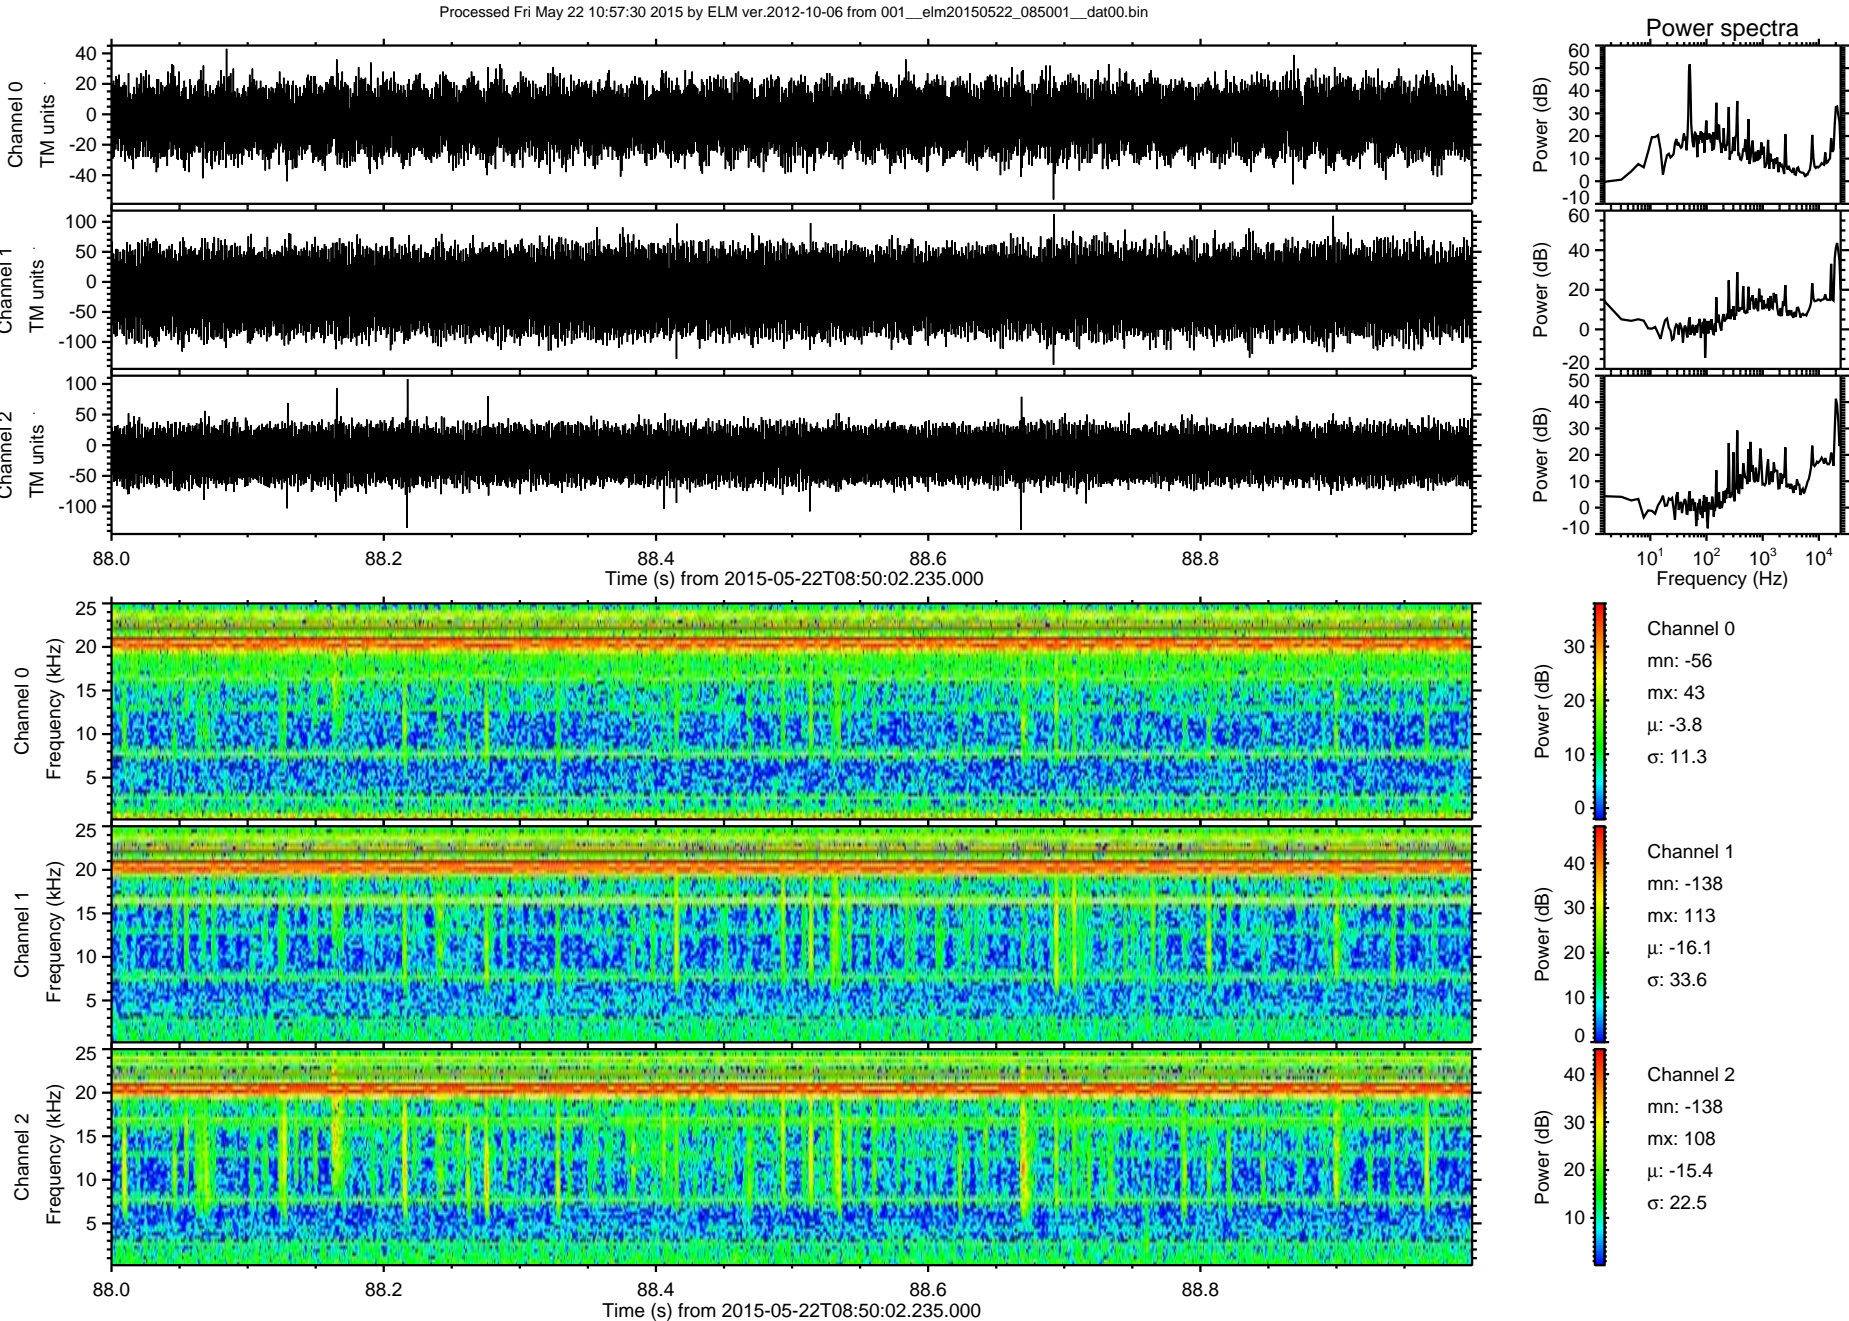 Processed Fri May 22 10:57:30 2015 by ELM ver.2012-10-06 from 001__elm20150522_085001__dat00.bin
Power spectra
Channel 0
TM units
40
20
0
-20
-40
Power (dB)
60
50
40
30
20
10
0
-10
Channel 1
TM units
100
50
0
-50
-100
Power (dB)
60
40
20
0
-20
Channel 2
TM units
100
50
0
-50
-100
Power (dB)
50
40
30
20
10
0
-10
88.0 88.2 88.4 88.6 88.8
Time (s) from 2015-05-22T08:50:02.235.000
10^1 10^2 10^3 10^4
Frequency (Hz)
Channel 0
Frequency (kHz)
25
20
15
10
5
Power (dB)
30
20
10
0
Channel 0
mn: -56
mx: 43
μ: -3.8
σ: 11.3
Channel 1
Frequency (kHz)
25
20
15
10
5
Power (dB)
40
30
20
10
0
Channel 1
mn: -138
mx: 113
μ: -16.1
σ: 33.6
Channel 2
Frequency (kHz)
25
20
15
10
5
Power (dB)
40
30
20
10
Channel 2
mn: -138
mx: 108
μ: -15.4
σ: 22.5
88.0 88.2 88.4 88.6 88.8
Time (s) from 2015-05-22T08:50:02.235.000